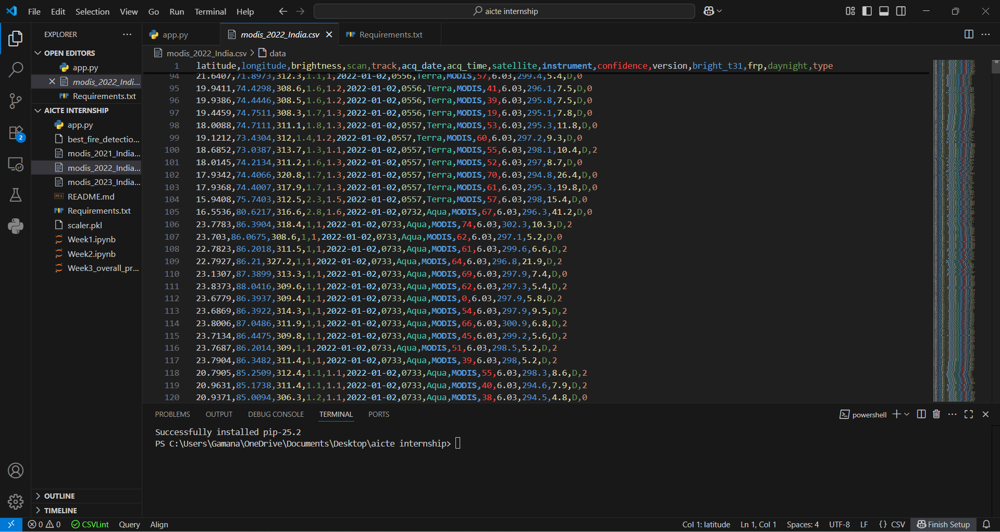 File Edit Selection View Go Run Terminal Help
aicte internship
EXPLORER
OPEN EDITORS
app.py
modis_2022_Indi...
Requirements.txt
AICTE INTERNSHIP
app.py
best_fire_detectio...
modis_2021_India...
modis_2022_India...
modis_2023_India...
README.md
Requirements.txt
scaler.pkl
Week1.ipynb
Week2.ipynb
Week3_overall_pr...
OUTLINE
TIMELINE
2
app.py modis_2022_India.csv Requirements.txt
modis_2022_India.csv > data
1 latitude,longitude,brightness,scan,track,acq_date,acq_time,satellite,instrument,confidence,version,bright_t31,frp,daynight,type
94 21.6407,71.8973,312.3,1.1,1,2022-01-02,0556,Terra,MODIS,57,6.03,299.4,5.4,D,0
95 19.9411,74.4298,308.6,1.6,1.2,2022-01-02,0556,Terra,MODIS,41,6.03,296.1,7.5,D,0
96 19.9386,74.4446,308.5,1.6,1.2,2022-01-02,0556,Terra,MODIS,39,6.03,295.8,7.5,D,0
97 19.4459,74.7511,308.3,1.7,1.3,2022-01-02,0556,Terra,MODIS,19,6.03,295.1,7.8,D,0
98 18.0088,74.7111,311.1,1.8,1.3,2022-01-02,0557,Terra,MODIS,53,6.03,295.3,11.8,D,0
99 19.1212,73.4304,312,1.4,1.2,2022-01-02,0557,Terra,MODIS,60,6.03,297.2,9.3,D,0
100 18.6852,73.0387,313.7,1.3,1.1,2022-01-02,0557,Terra,MODIS,55,6.03,298.1,10.4,D,2
101 18.0145,74.2134,311.2,1.6,1.3,2022-01-02,0557,Terra,MODIS,52,6.03,297,8.7,D,0
102 17.9342,74.4066,320.8,1.7,1.3,2022-01-02,0557,Terra,MODIS,70,6.03,294.8,26.4,D,0
103 17.9368,74.4007,317.9,1.7,1.3,2022-01-02,0557,Terra,MODIS,61,6.03,295.3,19.8,D,0
104 15.9408,75.7403,312.5,2.3,1.5,2022-01-02,0557,Terra,MODIS,57,6.03,298,15.4,D,0
105 16.5536,80.6217,316.6,2.8,1.6,2022-01-02,0732,Aqua,MODIS,67,6.03,296.3,41.2,D,0
106 23.7783,86.3904,318.4,1,1,2022-01-02,0733,Aqua,MODIS,74,6.03,302.3,10.3,D,2
107 23.703,86.0675,308.6,1,1,2022-01-02,0733,Aqua,MODIS,62,6.03,297.1,5.2,D,0
108 22.7823,86.2018,311.5,1,1,2022-01-02,0733,Aqua,MODIS,61,6.03,299.6,6.6,D,2
109 22.7927,86.21,327.2,1,1,2022-01-02,0733,Aqua,MODIS,64,6.03,296.8,21.9,D,2
110 23.1307,87.3899,313.3,1,1,2022-01-02,0733,Aqua,MODIS,69,6.03,297.9,7.4,D,0
111 23.8373,88.0416,309.6,1,1,2022-01-02,0733,Aqua,MODIS,62,6.03,297.3,5.4,D,2
112 23.6779,86.3937,309.4,1,1,2022-01-02,0733,Aqua,MODIS,0,6.03,297.9,5.8,D,2
113 23.6869,86.3922,314.3,1,1,2022-01-02,0733,Aqua,MODIS,54,6.03,297.9,9.5,D,2
114 23.8006,87.0486,311.9,1,1,2022-01-02,0733,Aqua,MODIS,66,6.03,300.9,6.8,D,2
115 23.7134,86.4475,309.8,1,1,2022-01-02,0733,Aqua,MODIS,45,6.03,299.2,5.6,D,2
116 23.7687,86.2014,309,1,1,2022-01-02,0733,Aqua,MODIS,51,6.03,298.5,5.2,D,2
117 23.7904,86.3482,311.4,1,1,2022-01-02,0733,Aqua,MODIS,39,6.03,298,5.2,D,2
118 20.7905,85.2509,312.4,1.1,1.1,2022-01-02,0733,Aqua,MODIS,55,6.03,298.3,8.6,D,2
119 20.9631,85.1738,311.4,1.1,1.1,2022-01-02,0733,Aqua,MODIS,40,6.03,294.6,7.9,D,2
120 20.9371,85.0094,306.3,1.2,1.1,2022-01-02,0733,Aqua,MODIS,38,6.03,294.5,4.8,D,0
PROBLEMS OUTPUT DEBUG CONSOLE TERMINAL PORTS powershell
Successfully installed pip-25.2
PS C:\Users\Gamana\OneDrive\Documents\Desktop\aicte internship>
0 0 CSVLint Query Align Col 1: latitude Ln 1, Col 1 Spaces: 4 UTF-8 LF {} CSV Finish Setup